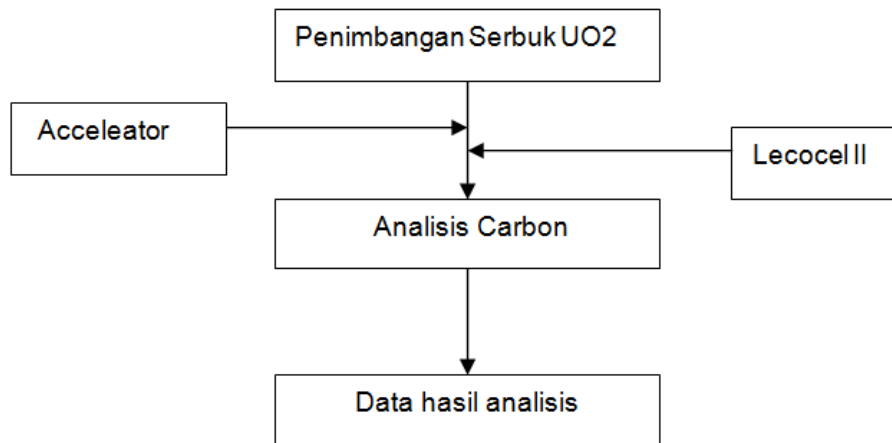 Penimbangan Serbuk UO2
Acceleator
Lecocel II
Analisis Carbon
Data hasil analisis